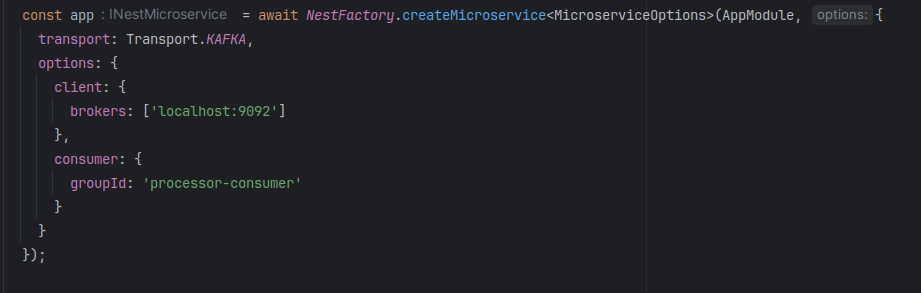 const app : INestMicroservice = await NestFactory.createMicroservice<MicroserviceOptions>(AppModule, options: {
  transport: Transport.KAFKA,
  options: {
    client: {
      brokers: ['localhost:9092']
    },
    consumer: {
      groupId: 'processor-consumer'
    }
  }
});